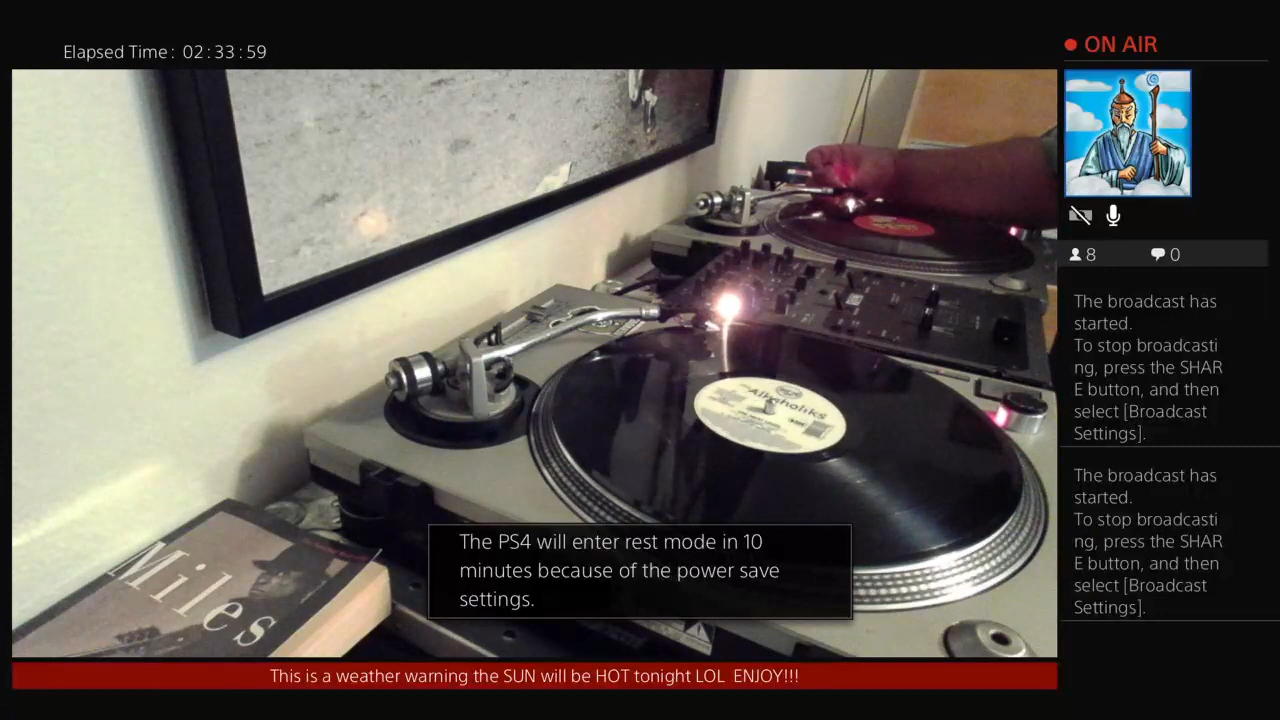 Elapsed Time: 02:33:59
ON AIR
8
0
The broadcast has
started.
To stop broadcasti
ng, press the SHAR
E button, and then
select [Broadcast
Settings].
The broadcast has
started.
To stop broadcasti
ng, press the SHAR
E button, and then
select [Broadcast
Settings].
Alkaholiks
Miles
The PS4 will enter rest mode in 10
minutes because of the power save
settings.
This is a weather warning the SUN will be HOT tonight LOL ENJOY!!!